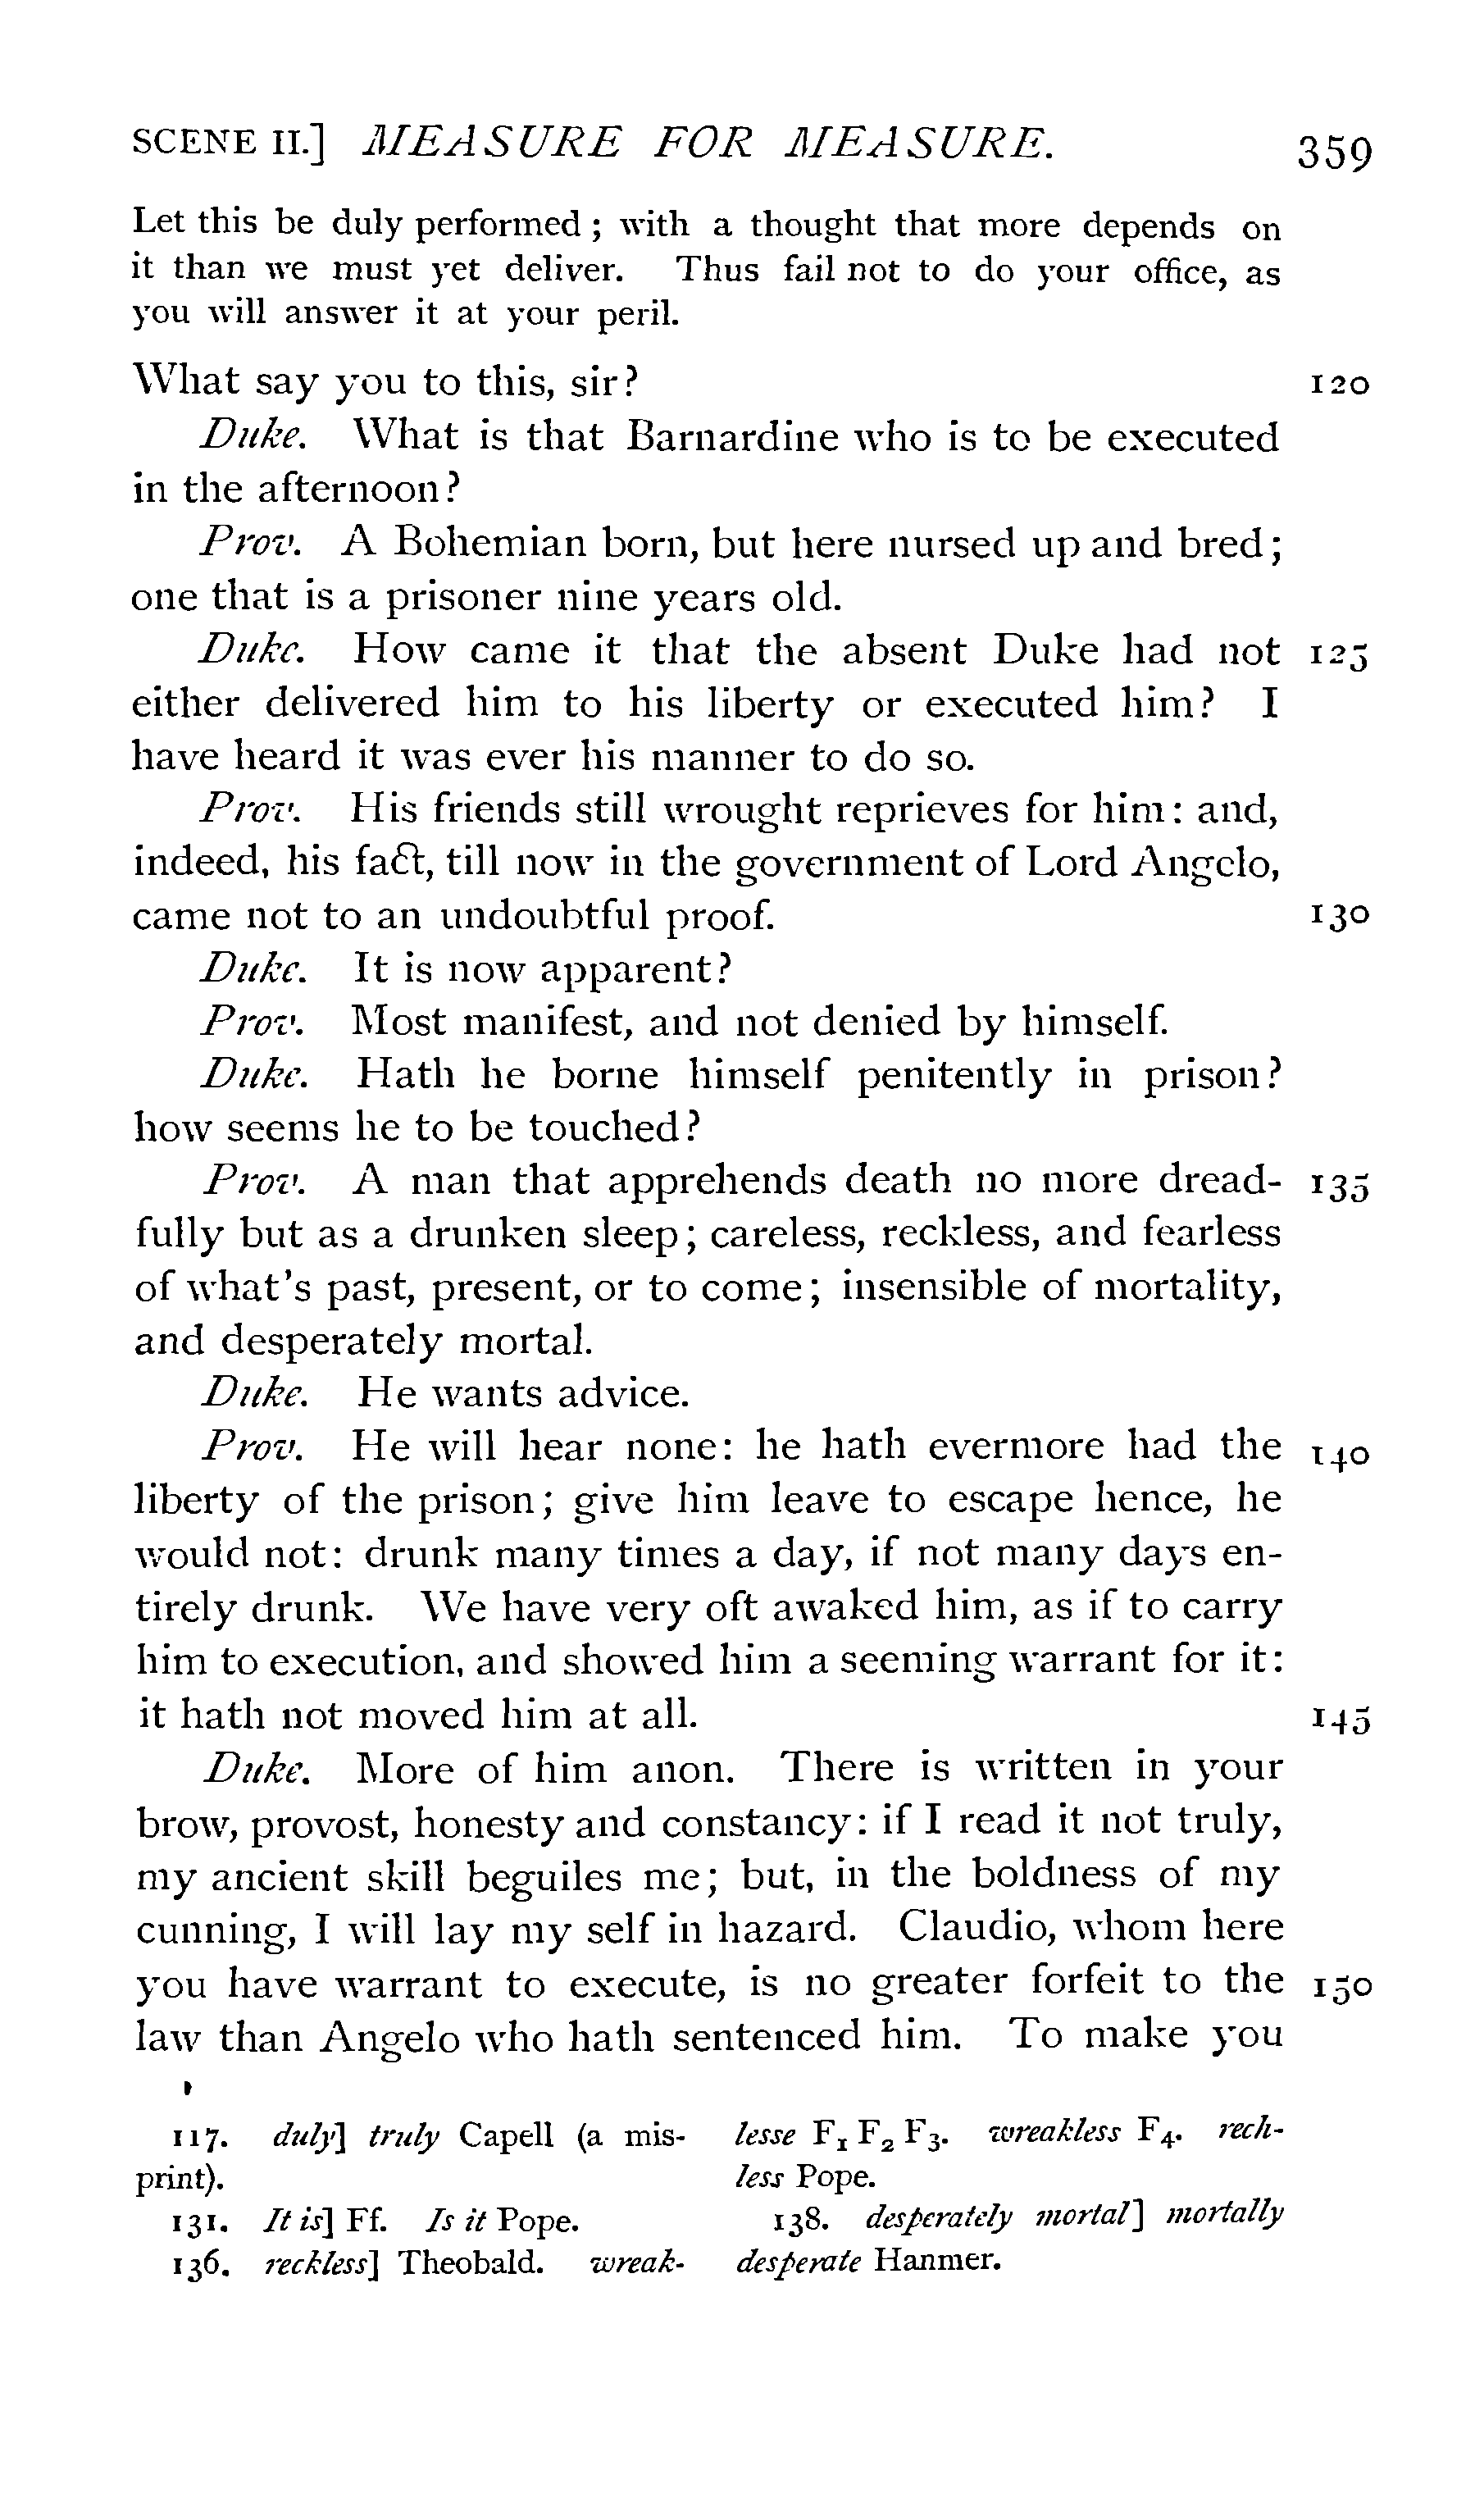 SCENE II.] MEASURE FOR MEASURE. 359
Let this be duly performed; with a thought that more depends on
it than we must yet deliver. Thus fail not to do your office, as
you will answer it at your peril.
What say you to this, sir? 120
Duke. What is that Barnardine who is to be executed
in the afternoon?
Prov. A Bohemian born, but here nursed up and bred;
one that is a prisoner nine years old.
Duke. How came it that the absent Duke had not 125
either delivered him to his liberty or executed him? I
have heard it was ever his manner to do so.
Prov. His friends still wrought reprieves for him: and,
indeed, his fact, till now in the government of Lord Angelo,
came not to an undoubtful proof. 130
Duke. It is now apparent?
Prov. Most manifest, and not denied by himself.
Duke. Hath he borne himself penitently in prison?
how seems he to be touched?
Prov. A man that apprehends death no more dread- 135
fully but as a drunken sleep; careless, reckless, and fearless
of what's past, present, or to come; insensible of mortality,
and desperately mortal.
Duke. He wants advice.
Prov. He will hear none: he hath evermore had the 140
liberty of the prison; give him leave to escape hence, he
would not: drunk many times a day, if not many days en-
tirely drunk. We have very oft awaked him, as if to carry
him to execution, and showed him a seeming warrant for it:
it hath not moved him at all. 145
Duke. More of him anon. There is written in your
brow, provost, honesty and constancy: if I read it not truly,
my ancient skill beguiles me; but, in the boldness of my
cunning, I will lay my self in hazard. Claudio, whom here
you have warrant to execute, is no greater forfeit to the 150
law than Angelo who hath sentenced him. To make you
117. duly] truly Capell (a mis-
print).
131. It is] Ff. Is it Pope.
136. reckless] Theobald. wreak-
lesse F1 F2 F3. wreakless F4. rech-
less Pope.
138. desperately mortal] mortally
desperate Hanmer.